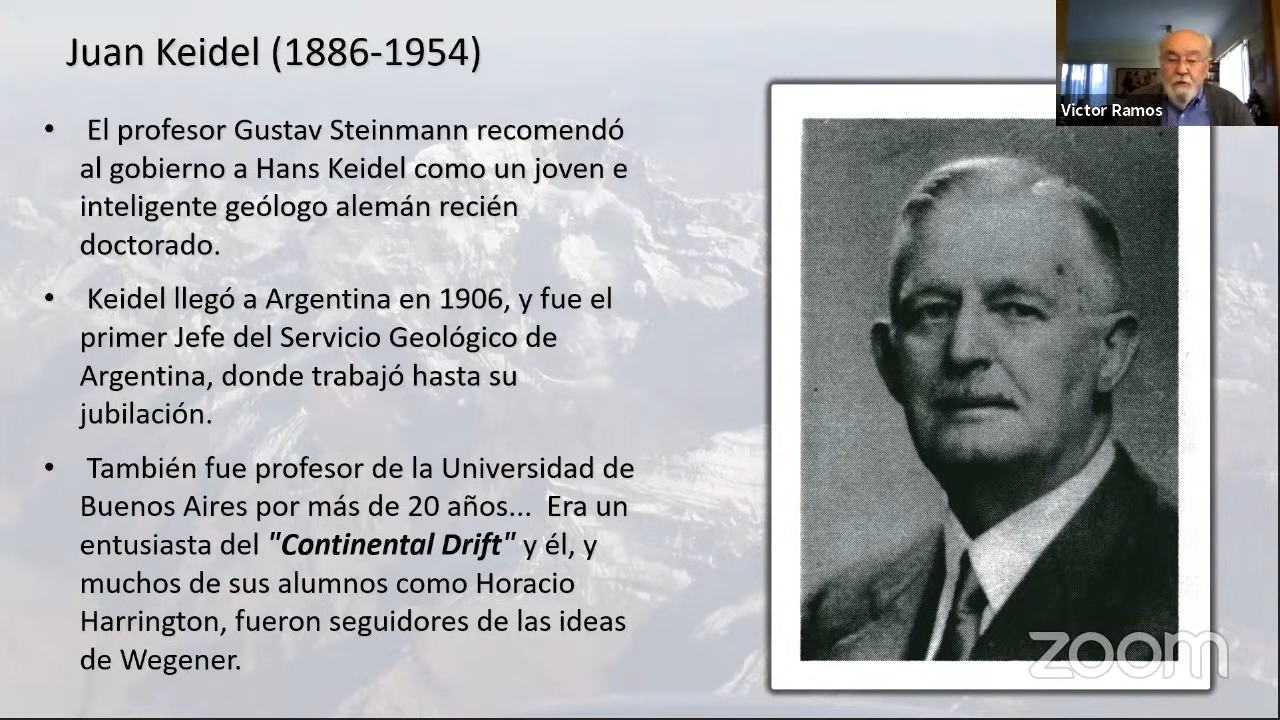 Juan Keidel (1886-1954)
Victor Ramos
• El profesor Gustav Steinmann recomendó
al gobierno a Hans Keidel como un joven e
inteligente geólogo alemán recién
doctorado.
• Keidel llegó a Argentina en 1906, y fue el
primer Jefe del Servicio Geológico de
Argentina, donde trabajó hasta su
jubilación.
• También fue profesor de la Universidad de
Buenos Aires por más de 20 años... Era un
entusiasta del "Continental Drift" y él, y
muchos de sus alumnos como Horacio
Harrington, fueron seguidores de las ideas
de Wegener.
zoom